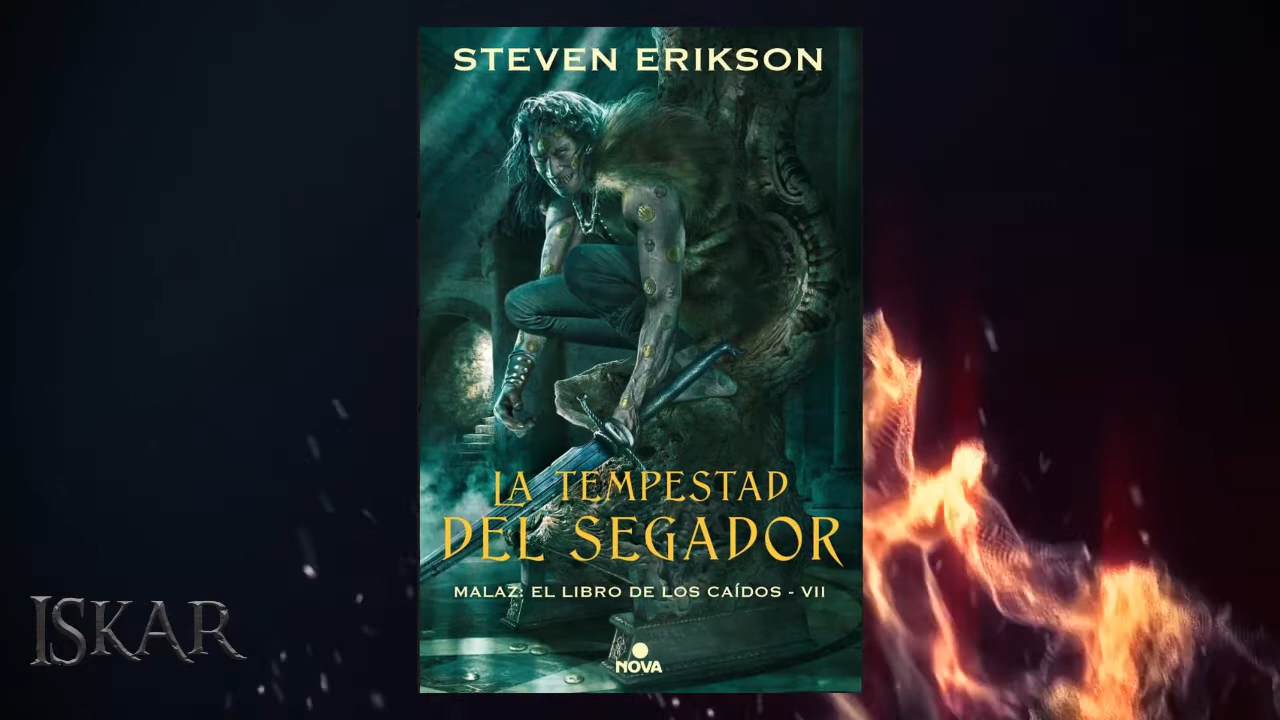 STEVEN ERIKSON
LA TEMPESTAD
DEL SEGADOR
MALAZ: EL LIBRO DE LOS CAÍDOS - VII
NOVA
ISKAR